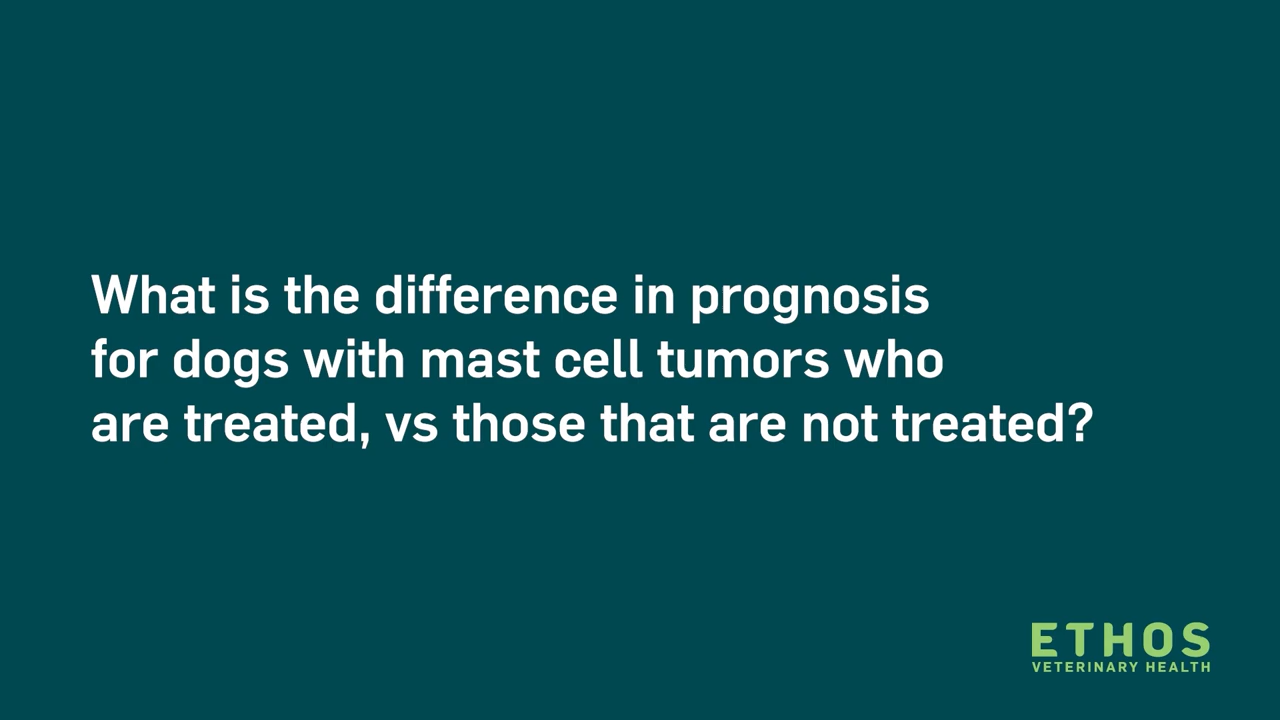 What is the difference in prognosis
for dogs with mast cell tumors who
are treated, vs those that are not treated?
ETHOS
VETERINARY HEALTH